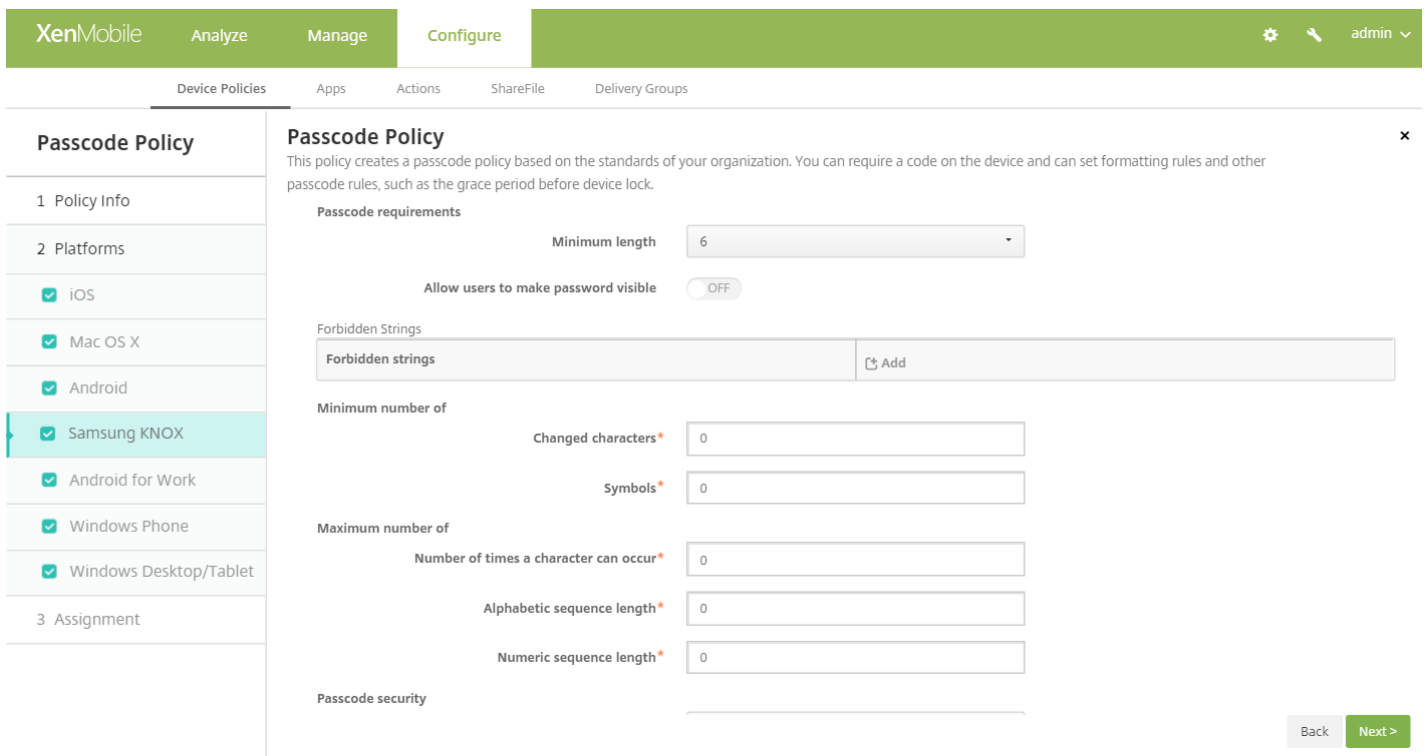 XenMobile Analyze Manage Configure admin
Device Policies Apps Actions ShareFile Delivery Groups
Passcode Policy
1 Policy Info
2 Platforms
iOS
Mac OS X
Android
Samsung KNOX
Android for Work
Windows Phone
Windows Desktop/Tablet
3 Assignment
Passcode Policy
This policy creates a passcode policy based on the standards of your organization. You can require a code on the device and can set formatting rules and other
passcode rules, such as the grace period before device lock.
Passcode requirements
Minimum length 6
Allow users to make password visible OFF
Forbidden Strings
Forbidden strings Add
Minimum number of
Changed characters* 0
Symbols* 0
Maximum number of
Number of times a character can occur* 0
Alphabetic sequence length* 0
Numeric sequence length* 0
Passcode security
Back Next >